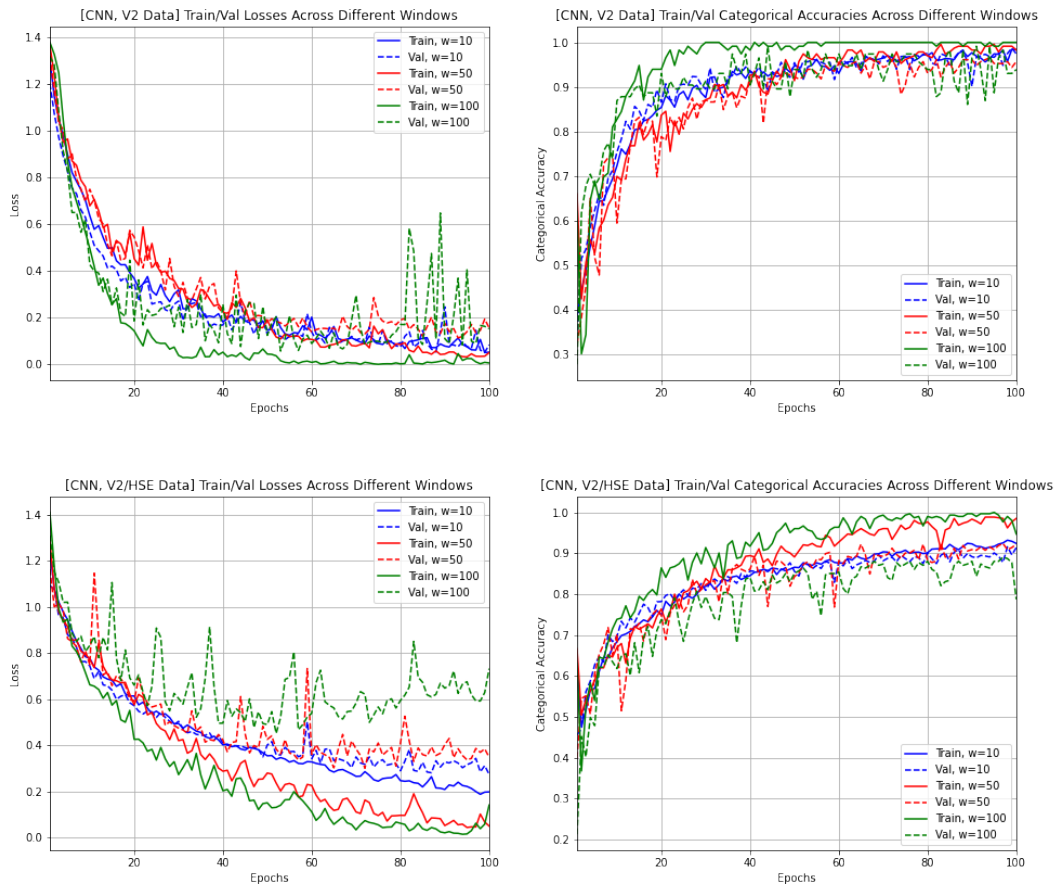 [CNN, V2 Data] Train/Val Losses Across Different Windows
1.4
1.2
1.0
0.8
0.6
0.4
0.2
0.0
Loss
Train, w=10
Val, w=10
Train, w=50
Val, w=50
Train, w=100
Val, w=100
20
40
60
80
100
Epochs
[CNN, V2 Data] Train/Val Categorical Accuracies Across Different Windows
1.0
0.9
0.8
0.7
0.6
0.5
0.4
0.3
Categorical Accuracy
Train, w=10
Val, w=10
Train, w=50
Val, w=50
Train, w=100
Val, w=100
20
40
60
80
100
Epochs
[CNN, V2/HSE Data] Train/Val Losses Across Different Windows
1.4
1.2
1.0
0.8
0.6
0.4
0.2
0.0
Loss
Train, w=10
Val, w=10
Train, w=50
Val, w=50
Train, w=100
Val, w=100
20
40
60
80
100
Epochs
[CNN, V2/HSE Data] Train/Val Categorical Accuracies Across Different Windows
1.0
0.9
0.8
0.7
0.6
0.5
0.4
0.3
0.2
Categorical Accuracy
Train, w=10
Val, w=10
Train, w=50
Val, w=50
Train, w=100
Val, w=100
20
40
60
80
100
Epochs